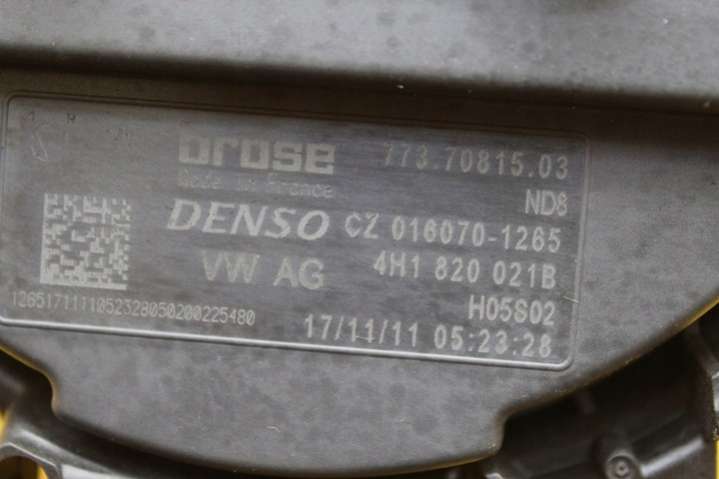 brose 773.70815.03
Made in France ND8
DENSO CZ 016070-1265
VW AG 4H1 820 021B
H05S02
1265171111052328050200225480
17/11/11 05:23:28